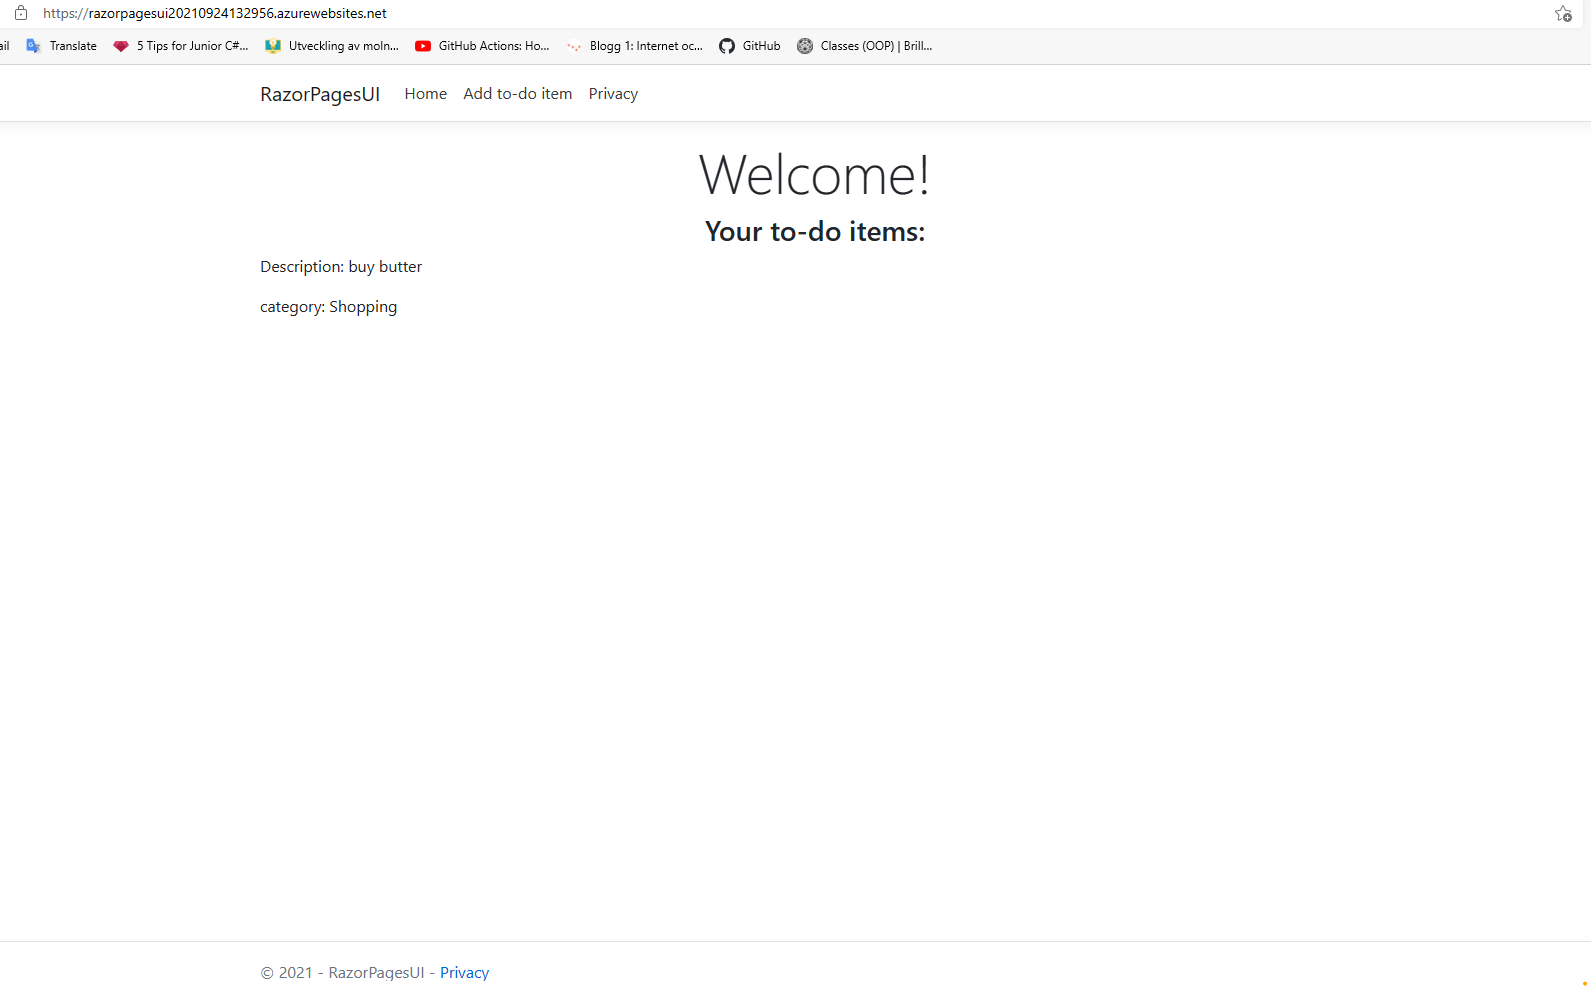 https://razorpagesui20210924132956.azurewebsites.net
ail Translate 5 Tips for Junior C#... Utveckling av moln... GitHub Actions: Ho... Blogg 1: Internet oc... GitHub Classes (OOP) | Brill...
RazorPagesUI Home Add to-do item Privacy
Welcome!
Your to-do items:
Description: buy butter
category: Shopping
© 2021 - RazorPagesUI - Privacy